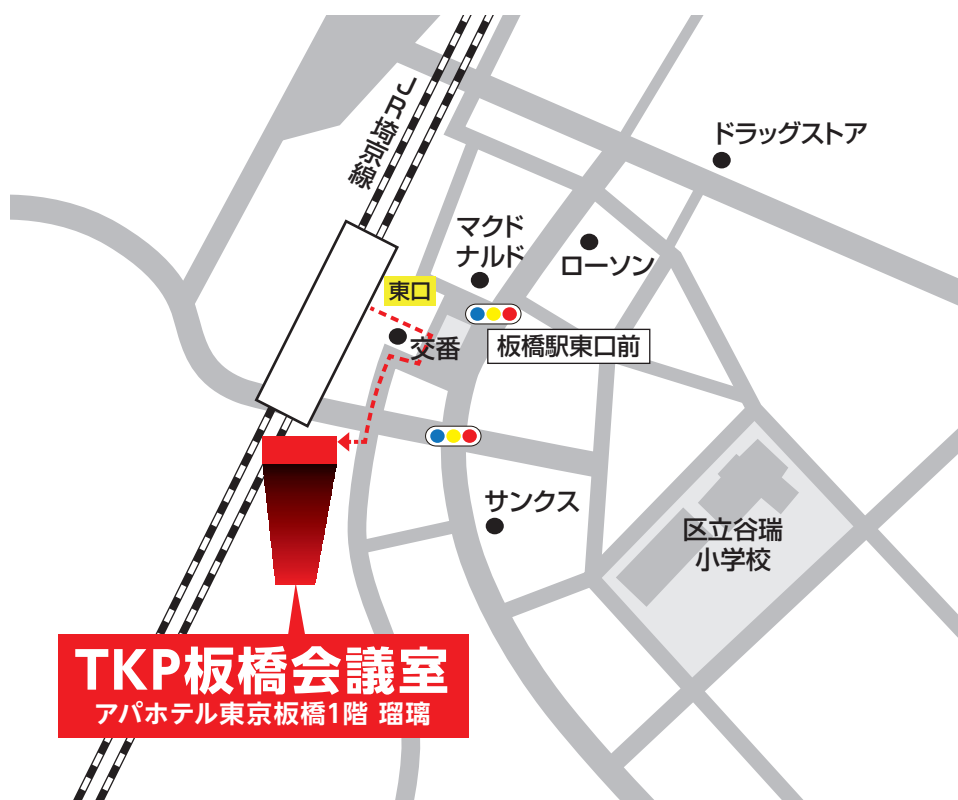 JR埼京線
ドラッグストア
マクド
ナルド
ローソン
東口
交番
板橋駅東口前
サンクス
区立谷瑞
小学校
TKP板橋会議室
アパホテル東京板橋1階 瑠璃